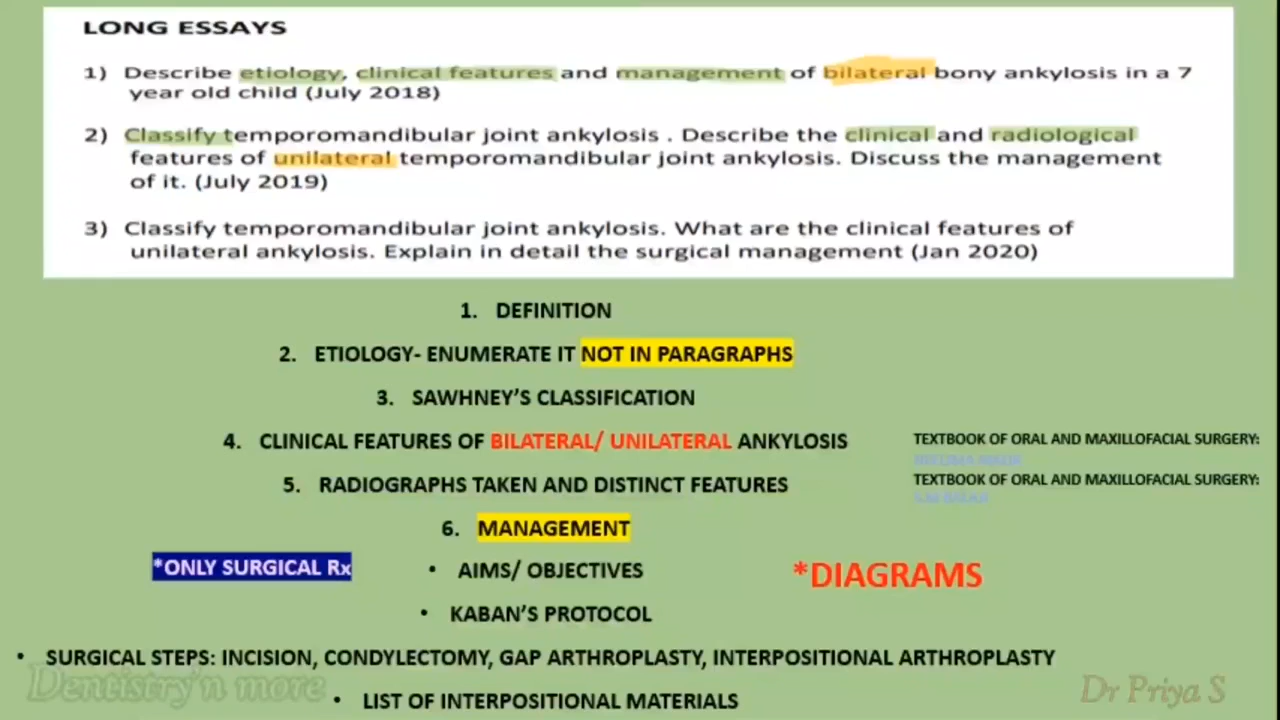 LONG ESSAYS
1) Describe etiology, clinical features and management of bilateral bony ankylosis in a 7
year old child (July 2018)
2) Classify temporomandibular joint ankylosis . Describe the clinical and radiological
features of unilateral temporomandibular joint ankylosis. Discuss the management
of it. (July 2019)
3) Classify temporomandibular joint ankylosis. What are the clinical features of
unilateral ankylosis. Explain in detail the surgical management (Jan 2020)
1. DEFINITION
2. ETIOLOGY- ENUMERATE IT NOT IN PARAGRAPHS
3. SAWHNEY'S CLASSIFICATION
4. CLINICAL FEATURES OF BILATERAL/ UNILATERAL ANKYLOSIS
TEXTBOOK OF ORAL AND MAXILLOFACIAL SURGERY:
TEXTBOOK OF ORAL AND MAXILLOFACIAL SURGERY:
5. RADIOGRAPHS TAKEN AND DISTINCT FEATURES
6. MANAGEMENT
*ONLY SURGICAL Rx
• AIMS/ OBJECTIVES
*DIAGRAMS
• KABAN'S PROTOCOL
• SURGICAL STEPS: INCISION, CONDYLECTOMY, GAP ARTHROPLASTY, INTERPOSITIONAL ARTHROPLASTY
Dentistry'n more
• LIST OF INTERPOSITIONAL MATERIALS
Dr Priya S